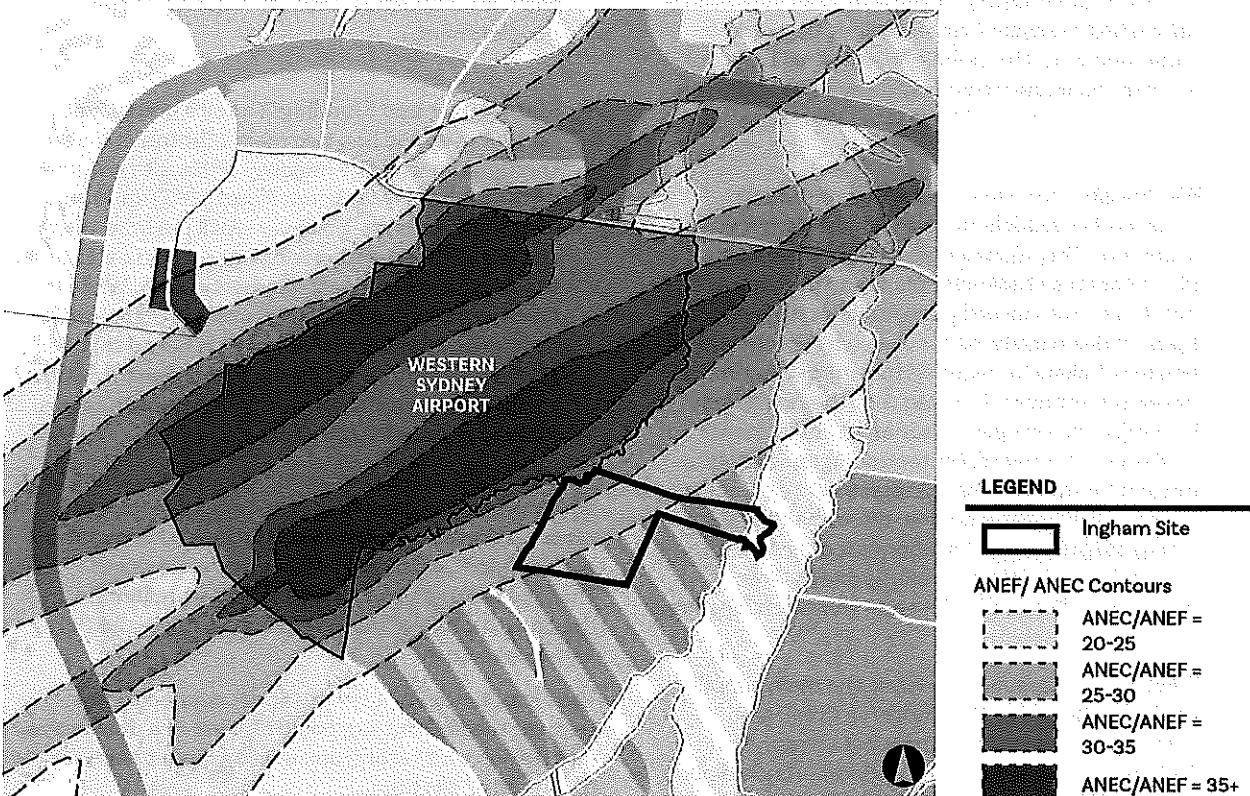 WESTERN
SYDNEY
AIRPORT
LEGEND
Ingham Site
ANEF/ ANEC Contours
ANEC/ANEF =
20-25
ANEC/ANEF =
25-30
ANEC/ANEF =
30-35
ANEC/ANEF = 35+